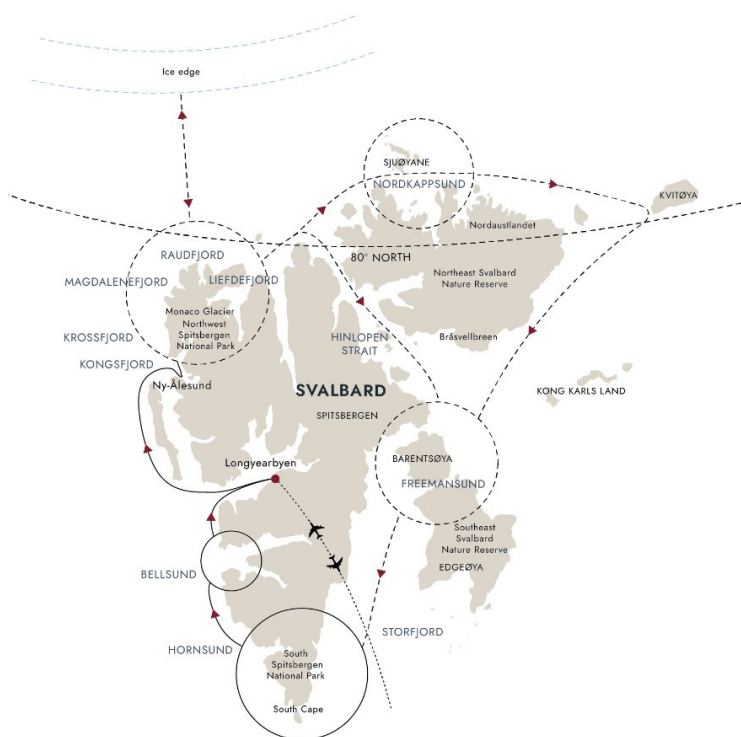 Ice edge
SJUØYANE
NORDKAPPSUND
KVITØYA
Nordaustlandet
RAUDFJORD
80° NORTH
MAGDALENEFJORD
LIEFDEFJORD
Northeast Svalbard
Nature Reserve
Monaco Glacier
Northwest
Spitsbergen
National Park
KROSSFJORD
HINLOPEN
STRAIT
Bråsvellbreen
KONGSFJORD
Ny-Ålesund
SVALBARD
KONG KARLS LAND
SPITSBERGEN
Longyearbyen
BARENTSØYA
FREEMANSUND
Southeast
Svalbard
Nature Reserve
EDGEØYA
BELLSUND
STORFJORD
HORNSUND
South
Spitsbergen
National Park
South Cape